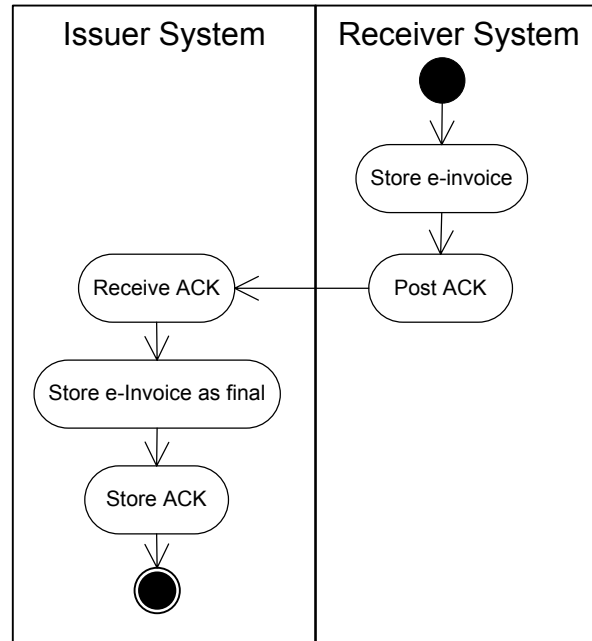 Issuer System
Receiver System
Store e-invoice
Post ACK
Receive ACK
Store e-Invoice as final
Store ACK